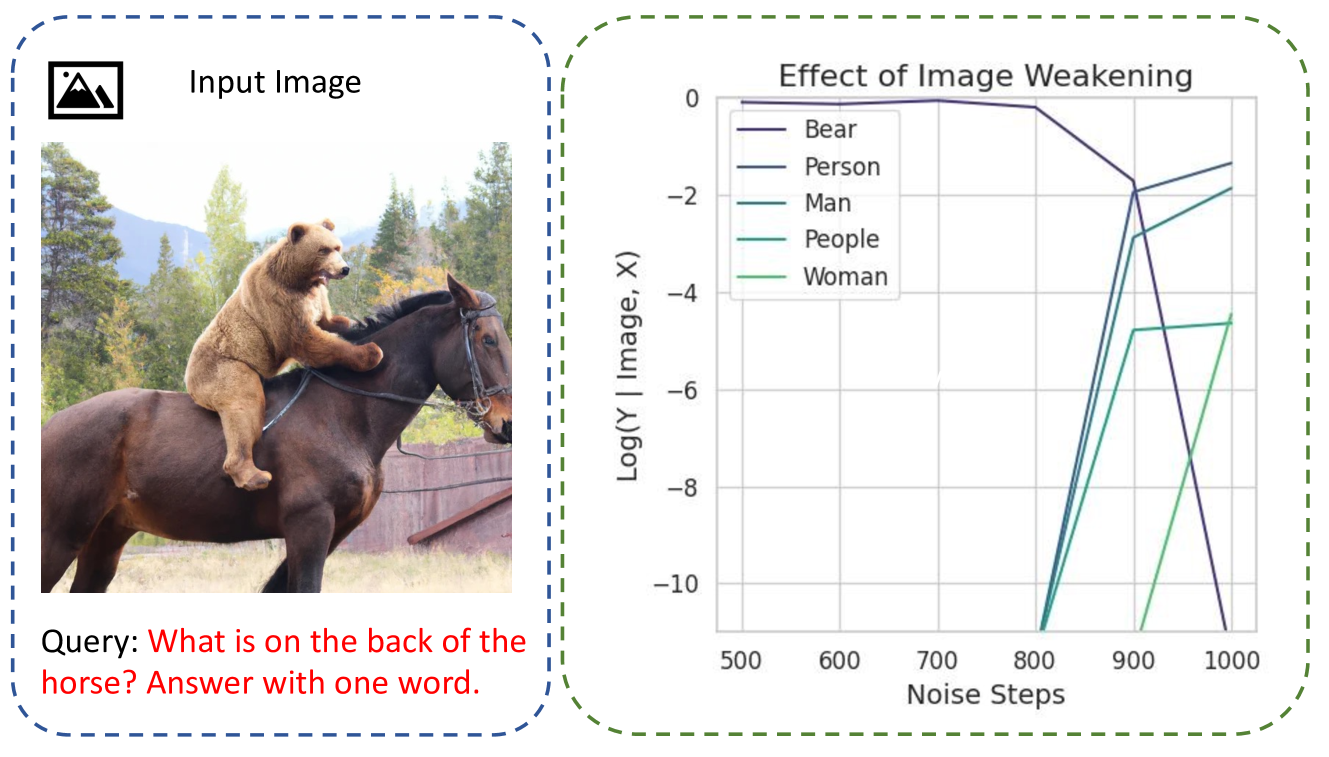 Input Image
Query: What is on the back of the
horse? Answer with one word.
Effect of Image Weakening
0
−2
−4
−6
−8
−10
Log(Y | Image, X)
Bear
Person
Man
People
Woman
500 600 700 800 900 1000
Noise Steps